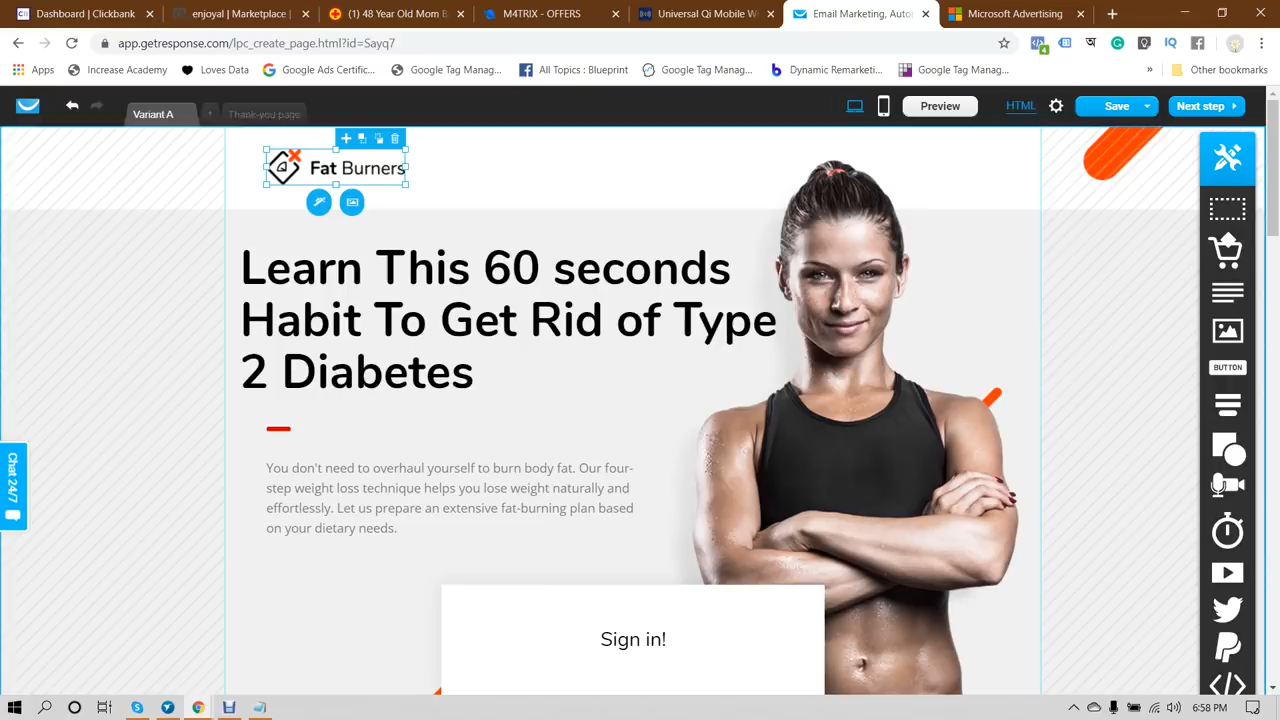 Dashboard | Clickbank
enjoyal | Marketplace
(1) 48 Year Old Mom B
M4TRIX - OFFERS
Universal Qi Mobile W
Email Marketing, Auto
Microsoft Advertising
app.getresponse.com/lpc_create_page.html?id=Sayq7
Apps
Increase Academy
Loves Data
Google Ads Certific...
Google Tag Manag...
All Topics : Blueprint
Google Tag Manag...
Dynamic Remarketi...
Google Tag Manag...
Other bookmarks
Variant A
Thank-you page
Preview
HTML
Save
Next step
Fat Burners
Learn This 60 seconds
Habit To Get Rid of Type
2 Diabetes
You don't need to overhaul yourself to burn body fat. Our four-
step weight loss technique helps you lose weight naturally and
effortlessly. Let us prepare an extensive fat-burning plan based
on your dietary needs.
Sign in!
BUTTON
Chat 24/7
6:58 PM